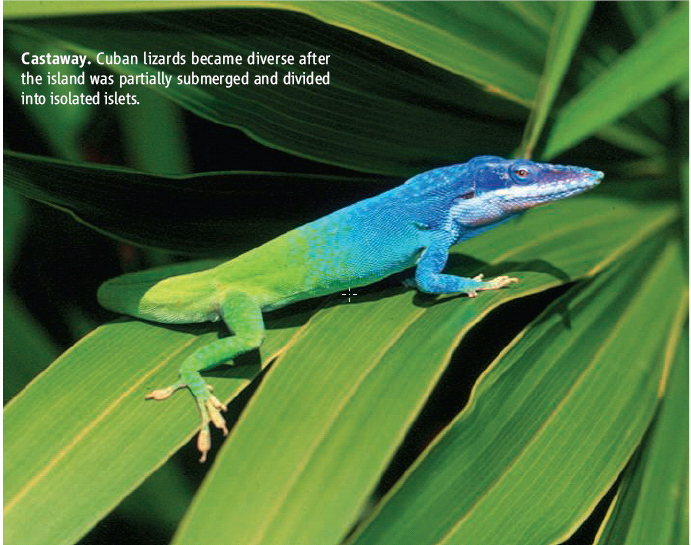 Castaway. Cuban lizards became diverse after
the island was partially submerged and divided
into isolated islets.